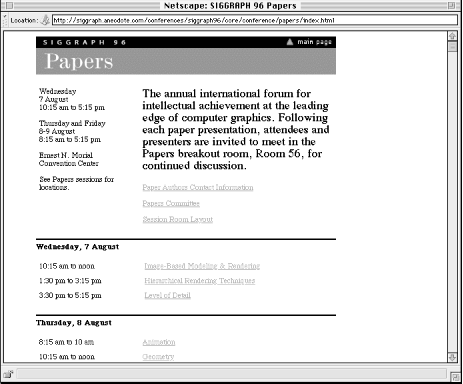 Netscape: SIGGRAPH 96 Papers
Location: http://siggraph.anecdote.com/conferences/siggraph96/core/conference/papers/index.html
SIGGRAPH 96
main page
Papers
Wednesday
7 August
10:15 am to 5:15 pm
Thursday and Friday
8-9 August
8:15 am to 5:15 pm
Ernest N. Morial
Convention Center
See Papers sessions for
locations.
The annual international forum for
intellectual achievement at the leading
edge of computer graphics. Following
each paper presentation, attendees and
presenters are invited to meet in the
Papers breakout room, Room 56, for
continued discussion.
Paper Authors Contact Information
Papers Committee
Session Room Layout
Wednesday, 7 August
10:15 am to noon Image-Based Modeling & Rendering
1:30 pm to 3:15 pm Hierarchical Rendering Techniques
3:30 pm to 5:15 pm Level of Detail
Thursday, 8 August
8:15 am to 10 am Animation
10:15 am to noon Geometry